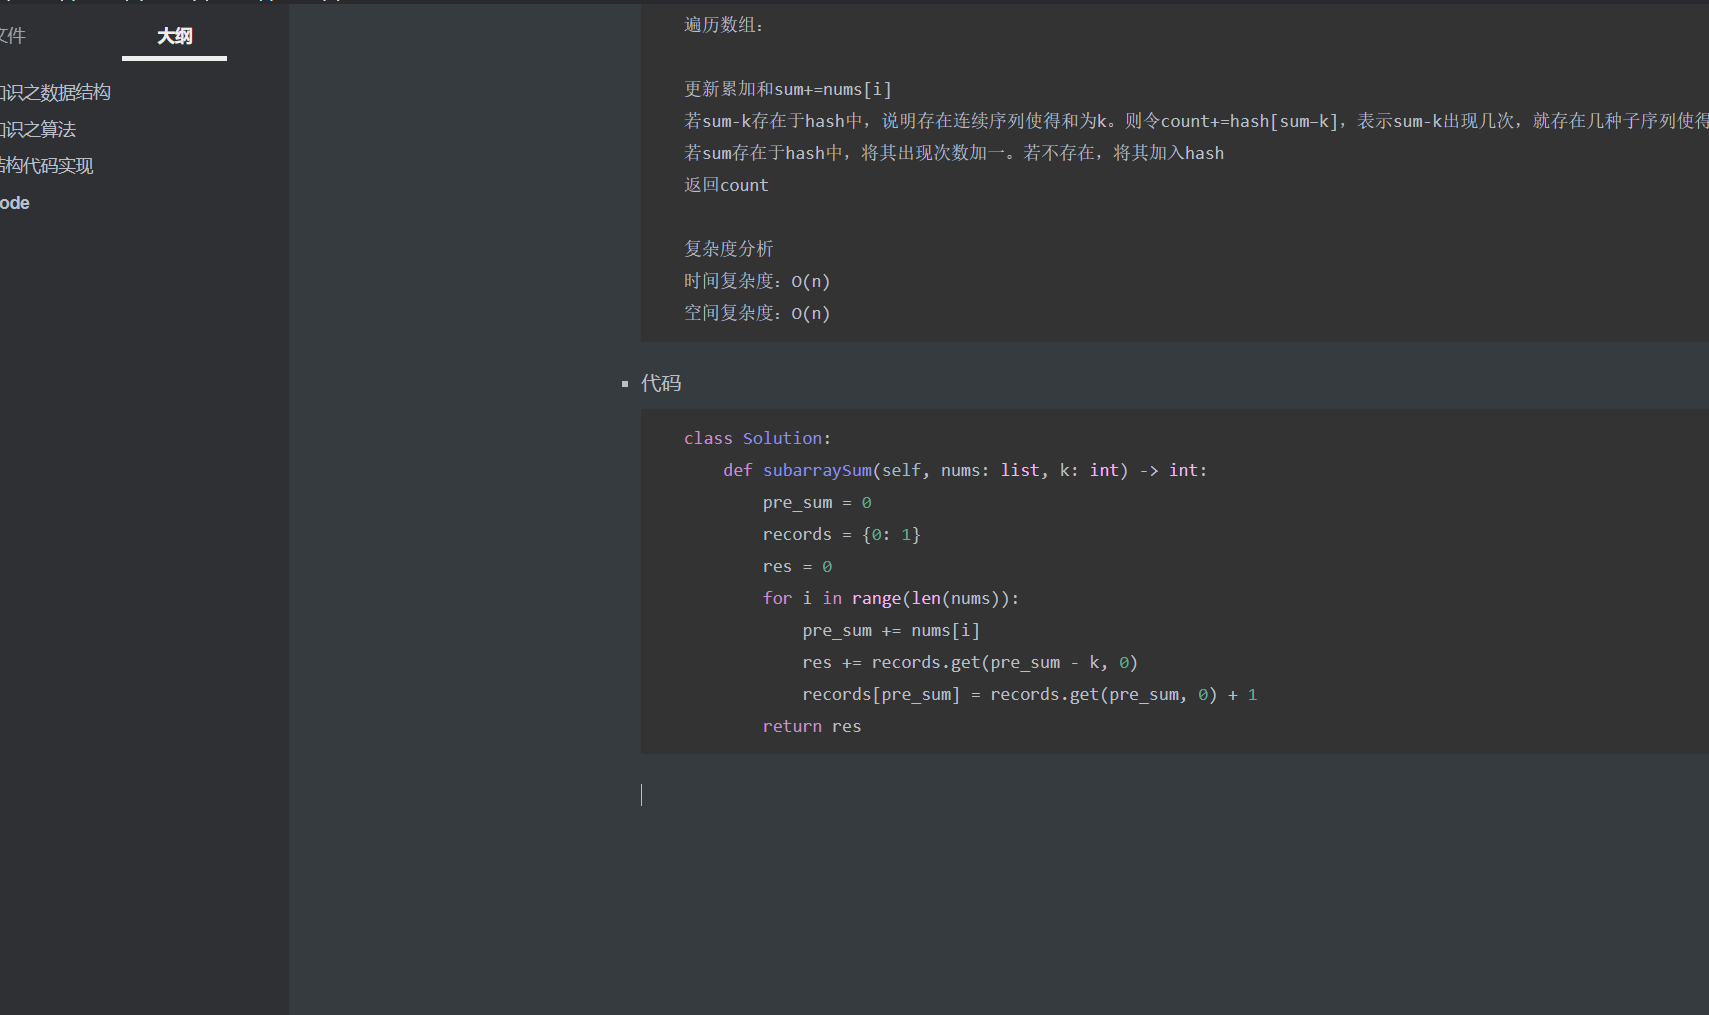 文件
大纲
知识之数据结构
知识之算法
结构代码实现
ode
遍历数组:
更新累加和sum+=nums[i]
若sum-k存在于hash中，说明存在连续序列使得和为k。则令count+=hash[sum-k]，表示sum-k出现几次，就存在几种子序列使得
若sum存在于hash中，将其出现次数加一。若不存在，将其加入hash
返回count
复杂度分析
时间复杂度：O(n)
空间复杂度：O(n)
代码
class Solution:
    def subarraySum(self, nums: list, k: int) -> int:
        pre_sum = 0
        records = {0: 1}
        res = 0
        for i in range(len(nums)):
            pre_sum += nums[i]
            res += records.get(pre_sum - k, 0)
            records[pre_sum] = records.get(pre_sum, 0) + 1
        return res